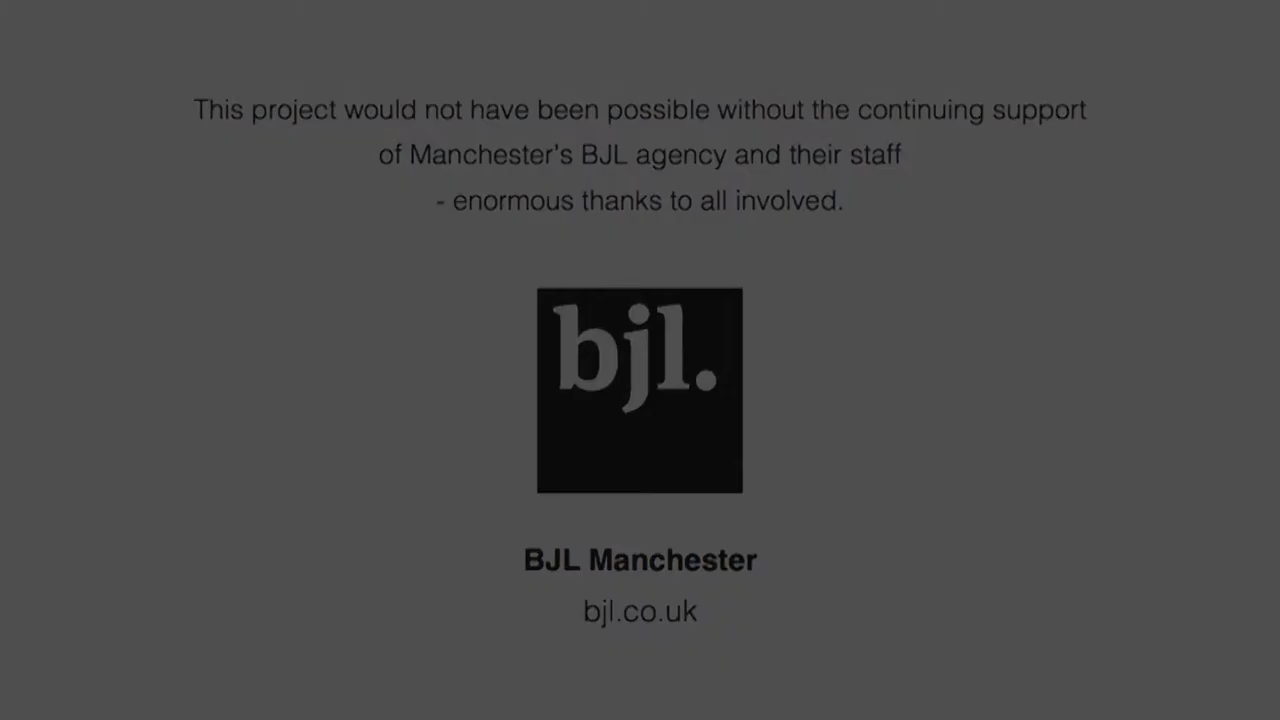 This project would not have been possible without the continuing support
of Manchester's BJL agency and their staff
- enormous thanks to all involved.
bjl.
BJL Manchester
bjl.co.uk